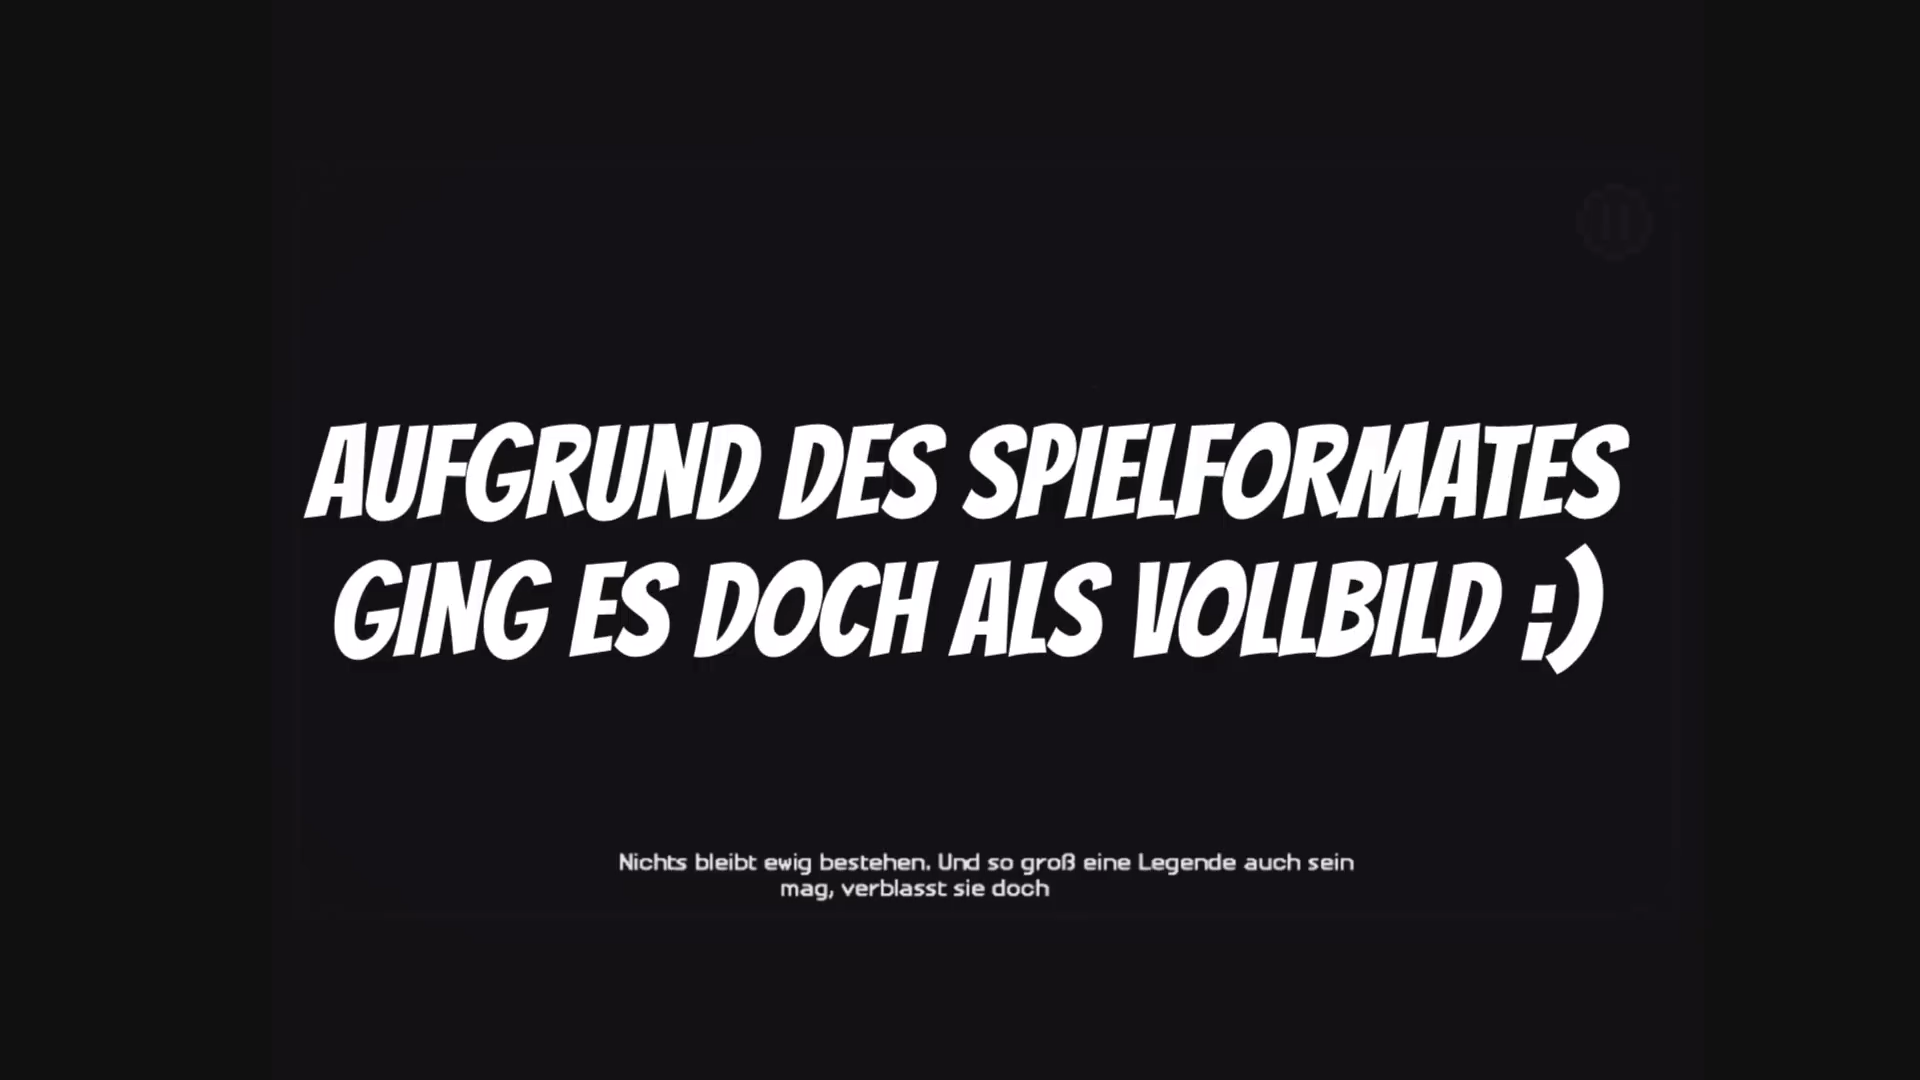 AUFGRUND DES SPIELFORMATES
GING ES DOCH ALS VOLLBILD ;)
Nichts bleibt ewig bestehen. Und so groß eine Legende auch sein
mag, verblasst sie doch